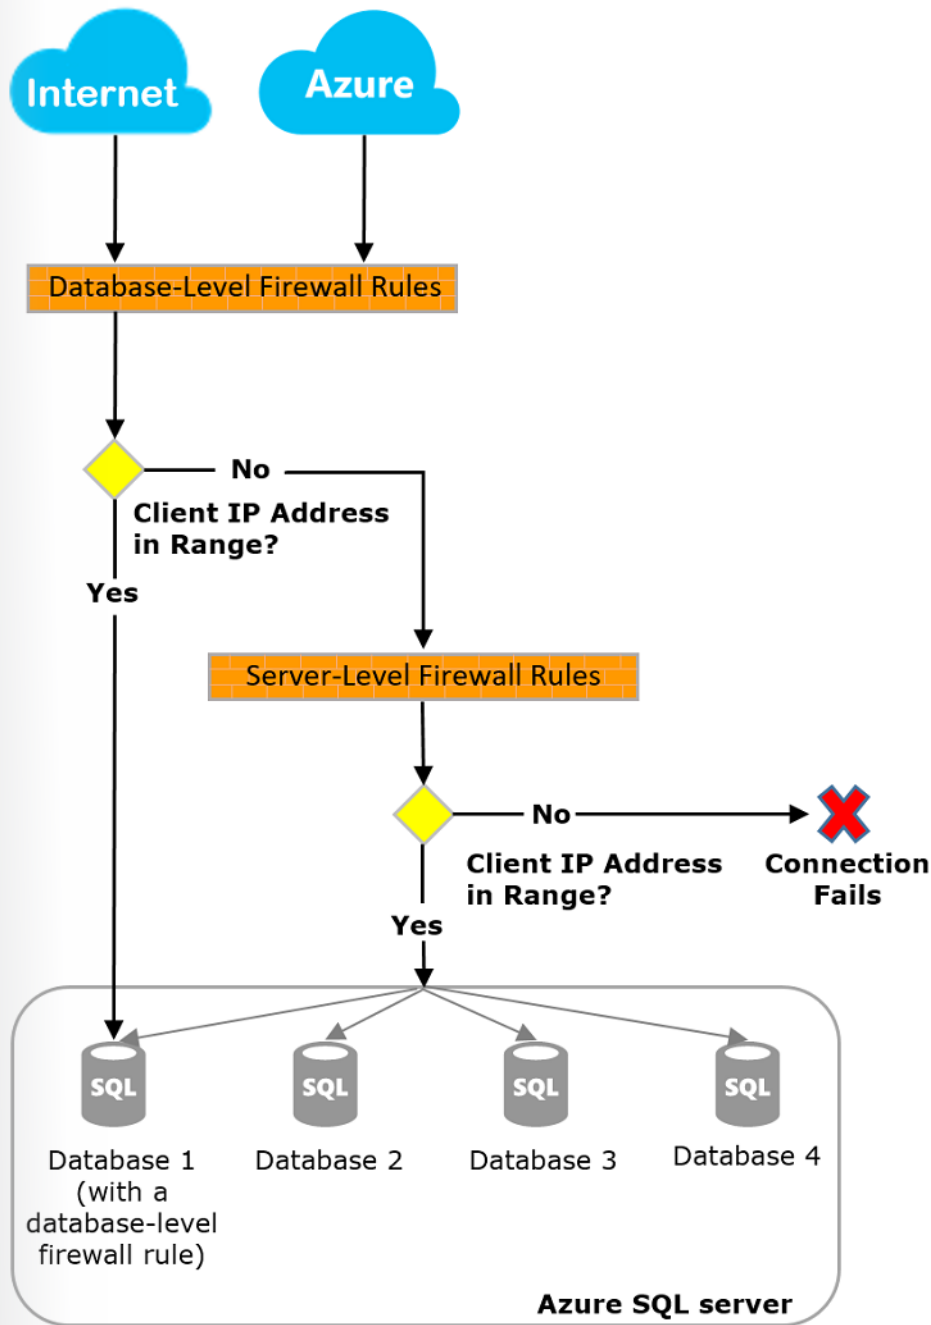 Internet
Azure
Database-Level Firewall Rules
No
Client IP Address
in Range?
Yes
Server-Level Firewall Rules
No
Client IP Address
in Range?
Connection
Fails
Yes
SQL
SQL
SQL
SQL
Database 1
(with a
database-level
firewall rule)
Database 2
Database 3
Database 4
Azure SQL server